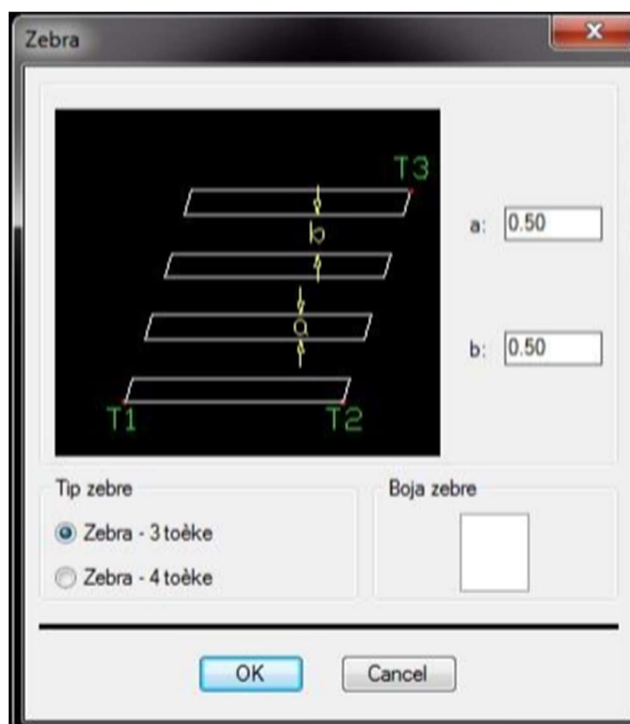 Zebra
T3
b
a
T1 T2
a: 0.50
b: 0.50
Tip zebre
Zebra - 3 toèke
Zebra - 4 toèke
Boja zebre
OK Cancel